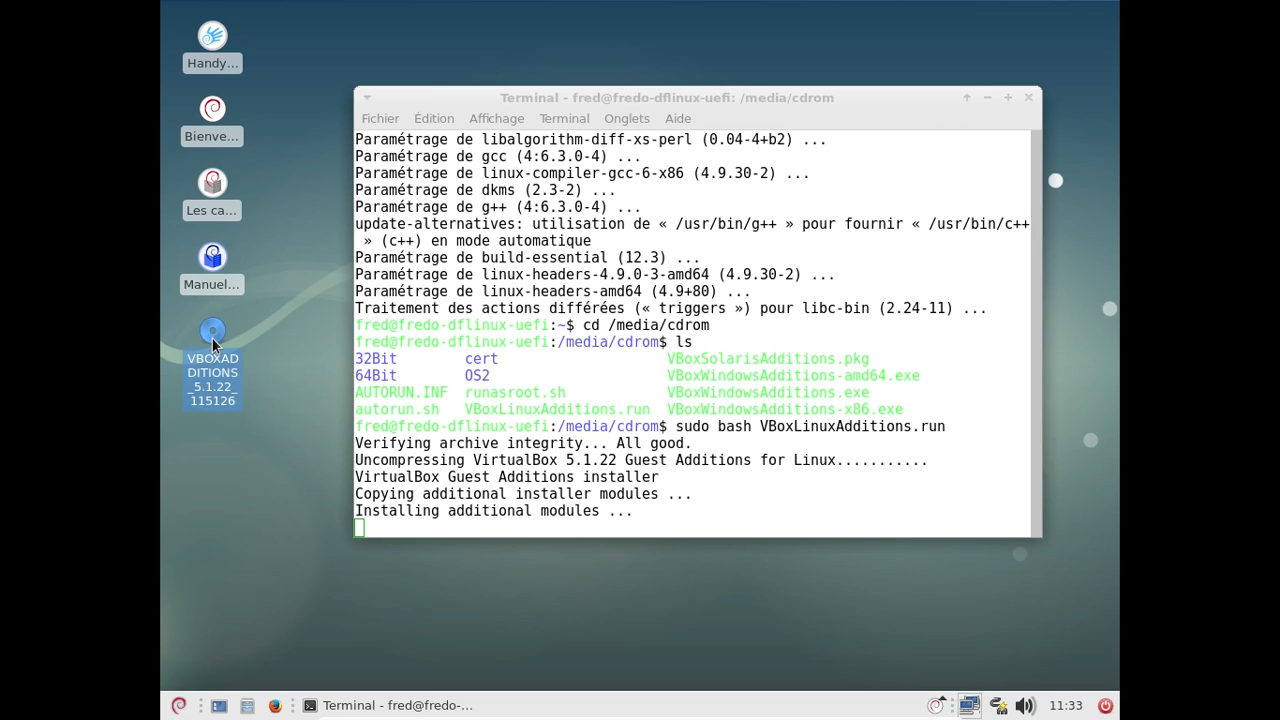 Handy...
Bienve...
Les ca...
Manuel...
VBOXAD
DITIONS
_5.1.22_
115126
Terminal - fred@fredo-dflinux-uefi: /media/cdrom
Fichier Édition Affichage Terminal Onglets Aide
Paramétrage de libalgorithm-diff-xs-perl (0.04-4+b2) ...
Paramétrage de gcc (4:6.3.0-4) ...
Paramétrage de linux-compiler-gcc-6-x86 (4.9.30-2) ...
Paramétrage de dkms (2.3-2) ...
Paramétrage de g++ (4:6.3.0-4) ...
update-alternatives: utilisation de « /usr/bin/g++ » pour fournir « /usr/bin/c++
» (c++) en mode automatique
Paramétrage de build-essential (12.3) ...
Paramétrage de linux-headers-4.9.0-3-amd64 (4.9.30-2) ...
Paramétrage de linux-headers-amd64 (4.9+80) ...
Traitement des actions différées (« triggers ») pour libc-bin (2.24-11) ...
fred@fredo-dflinux-uefi:~$ cd /media/cdrom
fred@fredo-dflinux-uefi:/media/cdrom$ ls
32Bit cert VBoxSolarisAdditions.pkg
64Bit OS2 VBoxWindowsAdditions-amd64.exe
AUTORUN.INF runasroot.sh VBoxWindowsAdditions.exe
autorun.sh VBoxLinuxAdditions.run VBoxWindowsAdditions-x86.exe
fred@fredo-dflinux-uefi:/media/cdrom$ sudo bash VBoxLinuxAdditions.run
Verifying archive integrity... All good.
Uncompressing VirtualBox 5.1.22 Guest Additions for Linux...........
VirtualBox Guest Additions installer
Copying additional installer modules ...
Installing additional modules ...
Terminal - fred@fredo-...
11:33